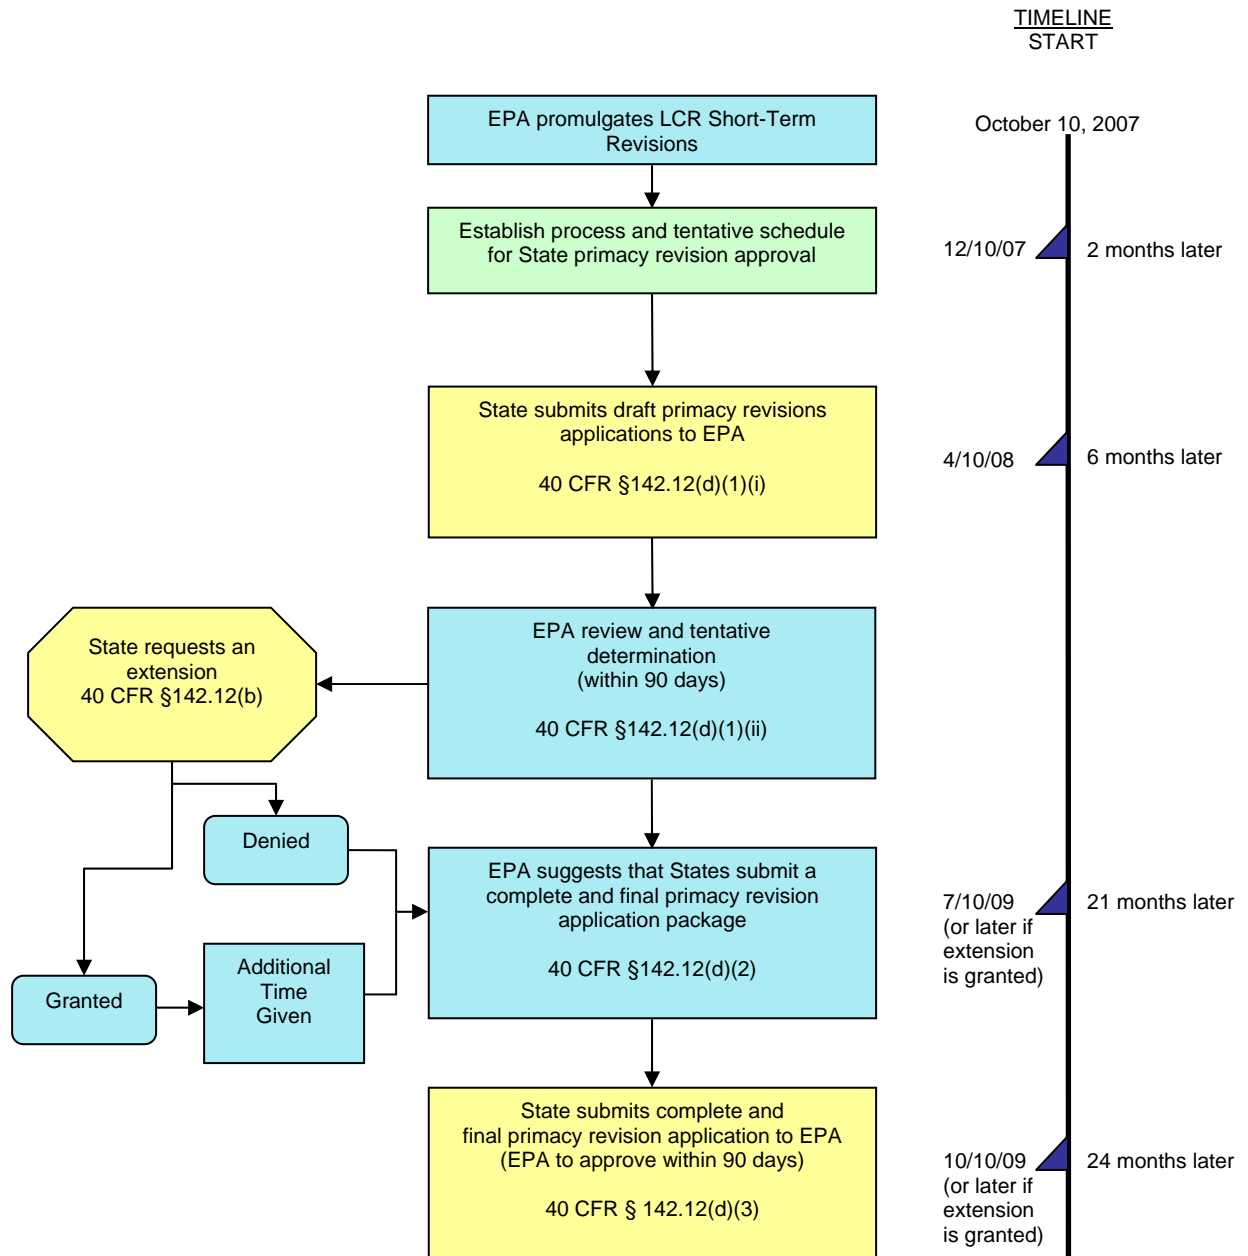 TIMELINE
START
EPA promulgates LCR Short-Term
Revisions
October 10, 2007
Establish process and tentative schedule
for State primacy revision approval
12/10/07
2 months later
State submits draft primacy revisions
applications to EPA
40 CFR §142.12(d)(1)(i)
4/10/08
6 months later
State requests an
extension
40 CFR §142.12(b)
EPA review and tentative
determination
(within 90 days)
40 CFR §142.12(d)(1)(ii)
Denied
Granted
Additional
Time
Given
EPA suggests that States submit a
complete and final primacy revision
application package
40 CFR §142.12(d)(2)
7/10/09
(or later if
extension
is granted)
21 months later
State submits complete and
final primacy revision application to EPA
(EPA to approve within 90 days)
40 CFR § 142.12(d)(3)
10/10/09
(or later if
extension
is granted)
24 months later